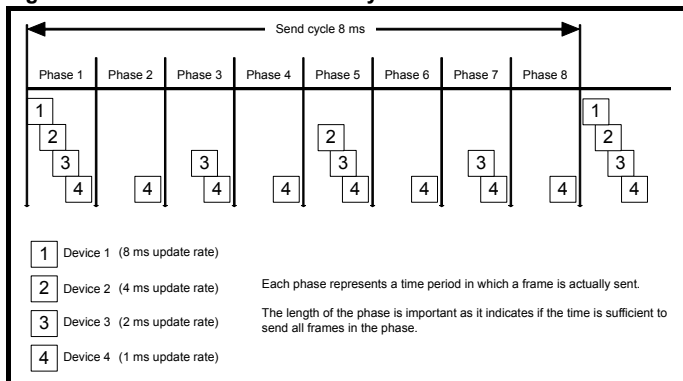 Send cycle 8 ms
Phase 1 Phase 2 Phase 3 Phase 4 Phase 5 Phase 6 Phase 7 Phase 8
1 1
2 2 2
3 3 3 3 3
4 4 4 4 4 4 4 4 4
1 Device 1 (8 ms update rate)
2 Device 2 (4 ms update rate)
3 Device 3 (2 ms update rate)
4 Device 4 (1 ms update rate)
Each phase represents a time period in which a frame is actually sent.
The length of the phase is important as it indicates if the time is sufficient to
send all frames in the phase.